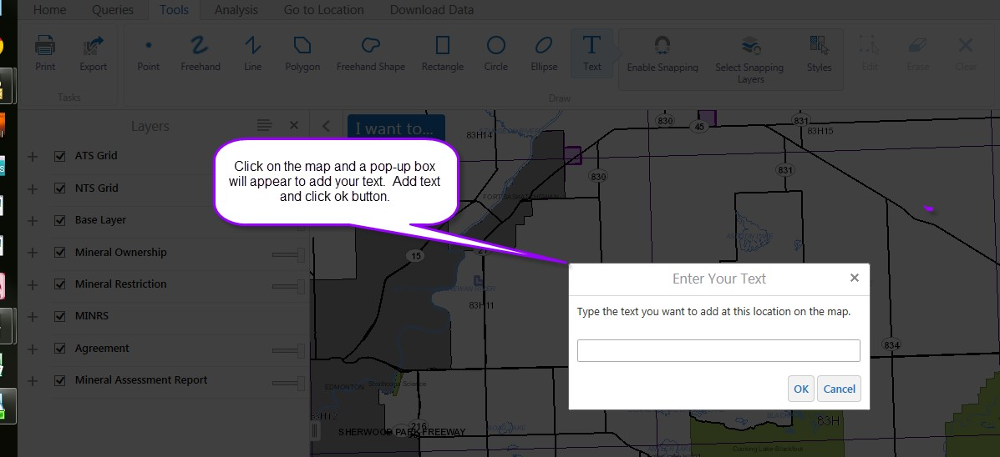 Home Queries Tools Analysis Go to Location Download Data
Print Export Point Freehand Line Polygon Freehand Shape Rectangle Circle Ellipse Text Enable Snapping Select Snapping Layers Styles Edit Erase Clear
Tasks Draw
Layers
I want to...
ATS Grid
NTS Grid
Base Layer
Mineral Ownership
Mineral Restriction
MINRS
Agreement
Mineral Assessment Report
Click on the map and a pop-up box
will appear to add your text. Add text
and click ok button.
83H14
830
45
831
83H15
830
831
FORT SASKATCHEWAN
15
21
83H11
834
EDMONTON
216
SHERWOOD PARK FREEWAY
83H
Cooking Lake-Blackfoot
Enter Your Text
Type the text you want to add at this location on the map.
OK Cancel